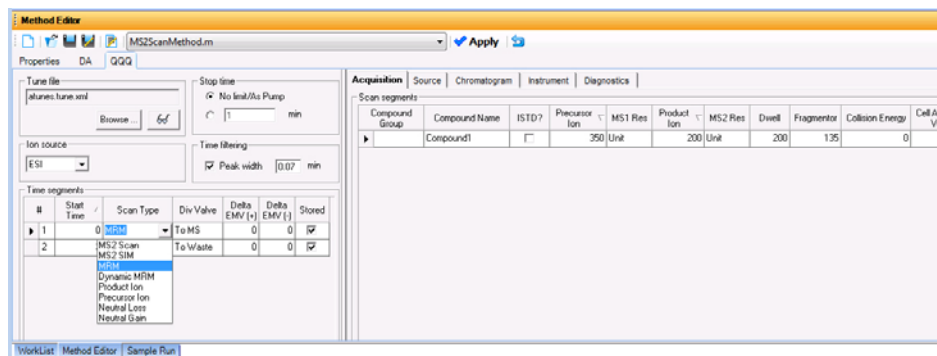 Method Editor
MS2ScanMethod.m Apply
Properties DA QQQ
Tune file
atunes.tune.xml
Browse ...
Stop time
No limit/As Pump
1 min
Ion source
ESI
Time filtering
Peak width 0.07 min
Time segments
# Start Time Scan Type Div Valve Delta EMV (+) Delta EMV (-) Stored
1 0 MRM To MS 0 0
2 To Waste 0 0
MS2 Scan
MS2 SIM
MRM
Dynamic MRM
Product Ion
Precursor Ion
Neutral Loss
Neutral Gain
Acquisition Source Chromatogram Instrument Diagnostics
Scan segments
Compound Group Compound Name ISTD? Precursor Ion MS1 Res Product Ion MS2 Res Dwell Fragmentor Collision Energy Cell A V
Compound1 350 Unit 200 Unit 200 135 0
WorkList Method Editor Sample Run